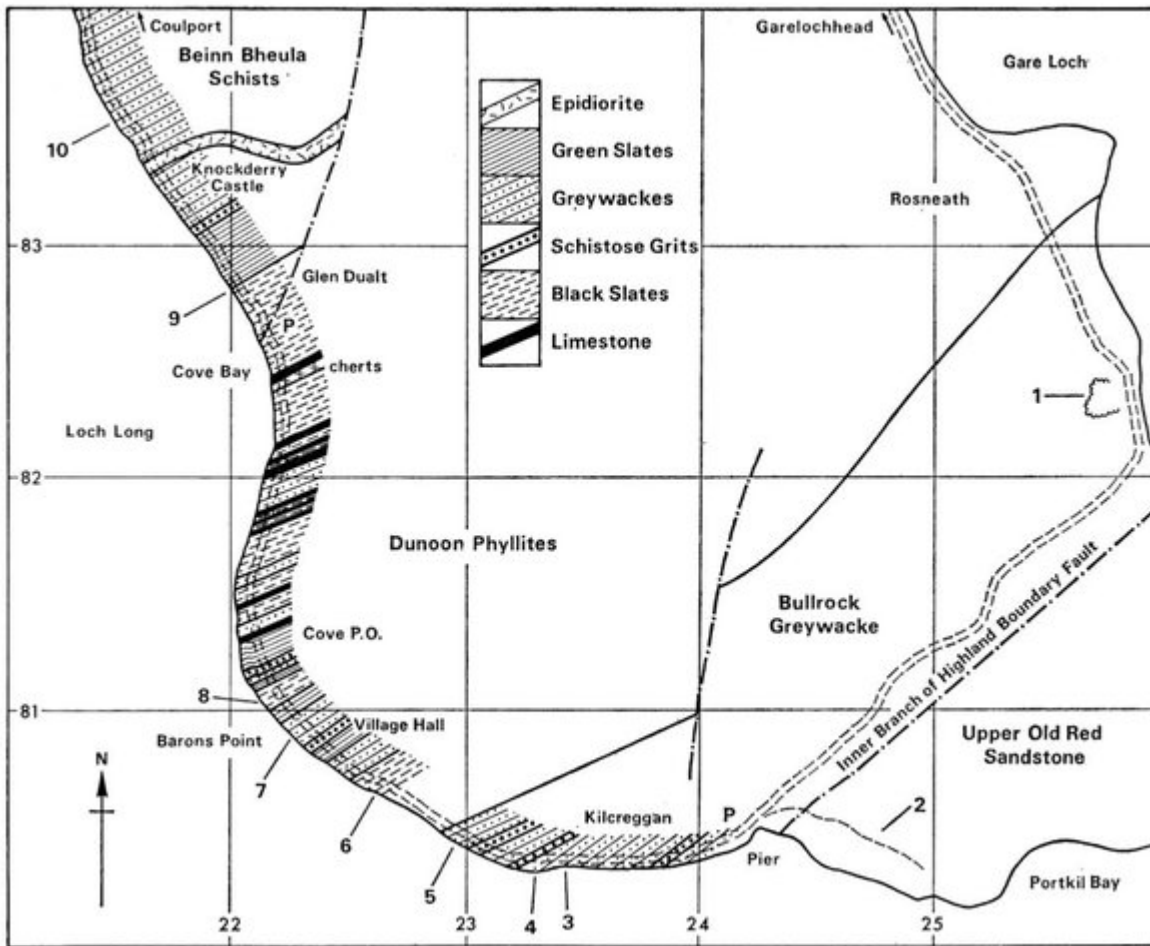 Coulport
Beinn Bheula
Schists
Garelochhead
Gare Loch
Epidiorite
Green Slates
Greywackes
Schistose Grits
Black Slates
Limestone
10
Knockderry
Castle
Rosneath
83
Glen Dualt
9
P
Cove Bay
cherts
1
Loch Long
82
Dunoon Phyllites
Bullrock
Greywacke
Inner Branch of Highland Boundary Fault
Cove P.O.
8
81
Village Hall
Barons Point
Upper Old Red
Sandstone
N
7
6
Kilcreggan
P
2
Pier
5
4
3
Portkil Bay
22
23
24
25